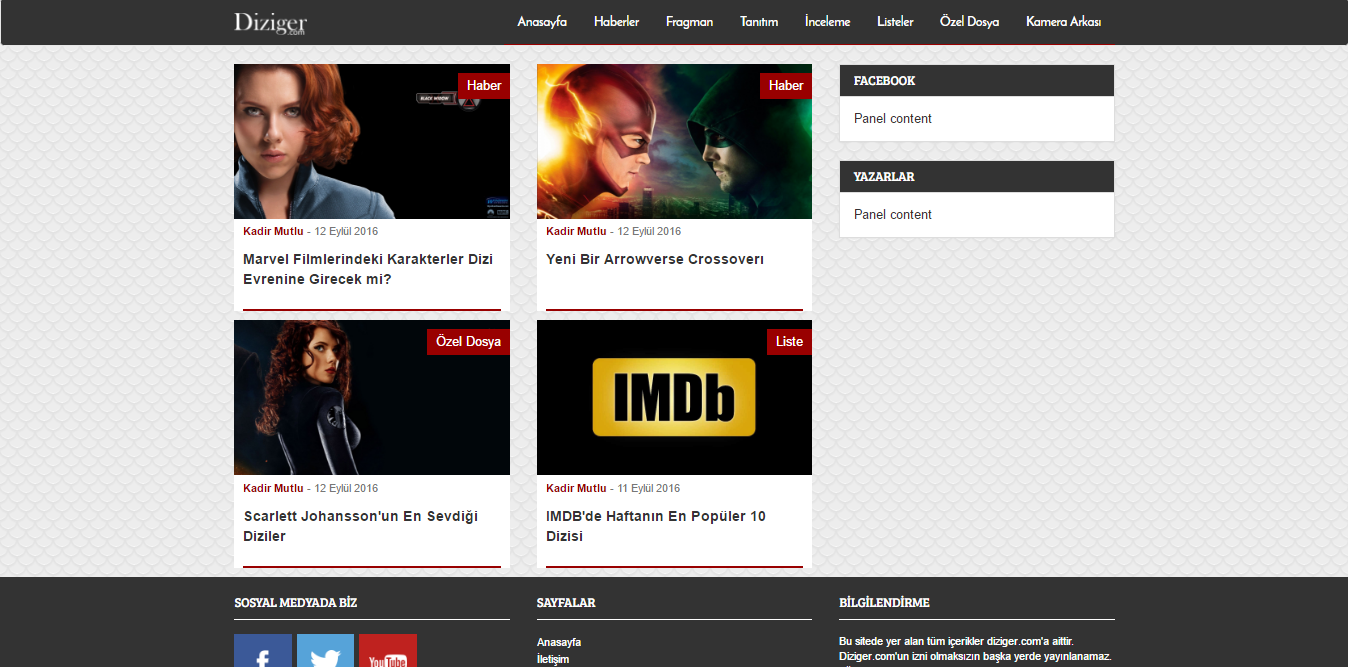 Diziger
.com
Anasayfa Haberler Fragman Tanıtım İnceleme Listeler Özel Dosya Kamera Arkası
Haber
BLACK WIDOW
Kadir Mutlu - 12 Eylül 2016
Marvel Filmlerindeki Karakterler Dizi
Evrenine Girecek mi?
Haber
Kadir Mutlu - 12 Eylül 2016
Yeni Bir Arrowverse Crossoverı
FACEBOOK
Panel content
YAZARLAR
Panel content
Özel Dosya
Kadir Mutlu - 12 Eylül 2016
Scarlett Johansson'un En Sevdiği
Diziler
Liste
IMDb
Kadir Mutlu - 11 Eylül 2016
IMDB'de Haftanın En Popüler 10
Dizisi
SOSYAL MEDYADA BİZ
f
You Tube
SAYFALAR
Anasayfa
İletişim
BİLGİLENDİRME
Bu sitede yer alan tüm içerikler diziger.com'a aittir.
Diziger.com'un izni olmaksızın başka yerde yayınlanamaz.